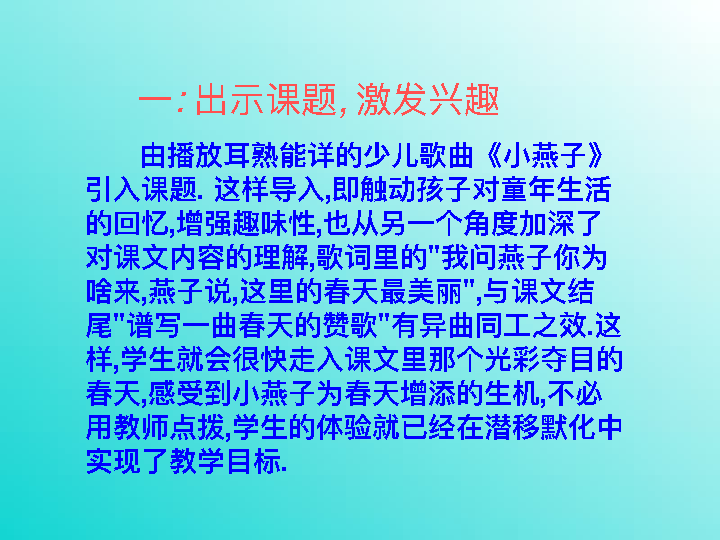 一:出示课题,激发兴趣
由播放耳熟能详的少儿歌曲《小燕子》
引入课题. 这样导入,即触动孩子对童年生活
的回忆,增强趣味性,也从另一个角度加深了
对课文内容的理解,歌词里的"我问燕子你为
啥来,燕子说,这里的春天最美丽",与课文结
尾"谱写一曲春天的赞歌"有异曲同工之效.这
样,学生就会很快走入课文里那个光彩夺目的
春天,感受到小燕子为春天增添的生机,不必
用教师点拨,学生的体验就已经在潜移默化中
实现了教学目标.